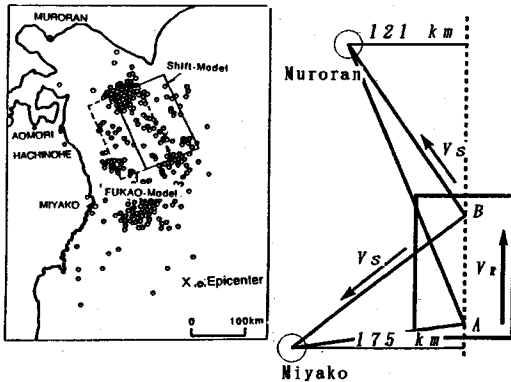 MURORAN
Shift-Model
AOMORI
HACHINOHE
MIYAKO
FUKAO-Model
X Epicenter
0 100km
121 km
Muroran
Vs
B
Vs
Vr
A
175 km
Miyako